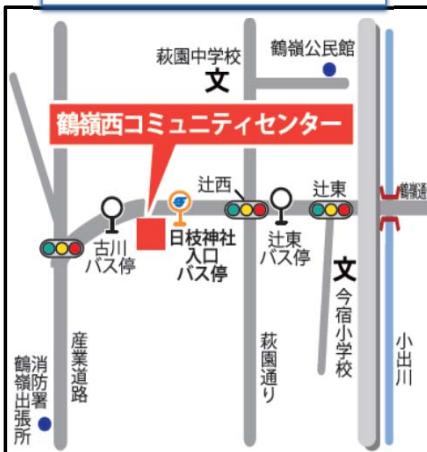 萩園中学校
文
鶴嶺公民館
鶴嶺西コミュニティセンター
辻西
辻東
鶴嶺通
古川
バス停
日枝神社
入口
バス停
辻東
バス停
文
今宿小学校
産業道路
萩園通り
小出川
消防署
鶴嶺出張所